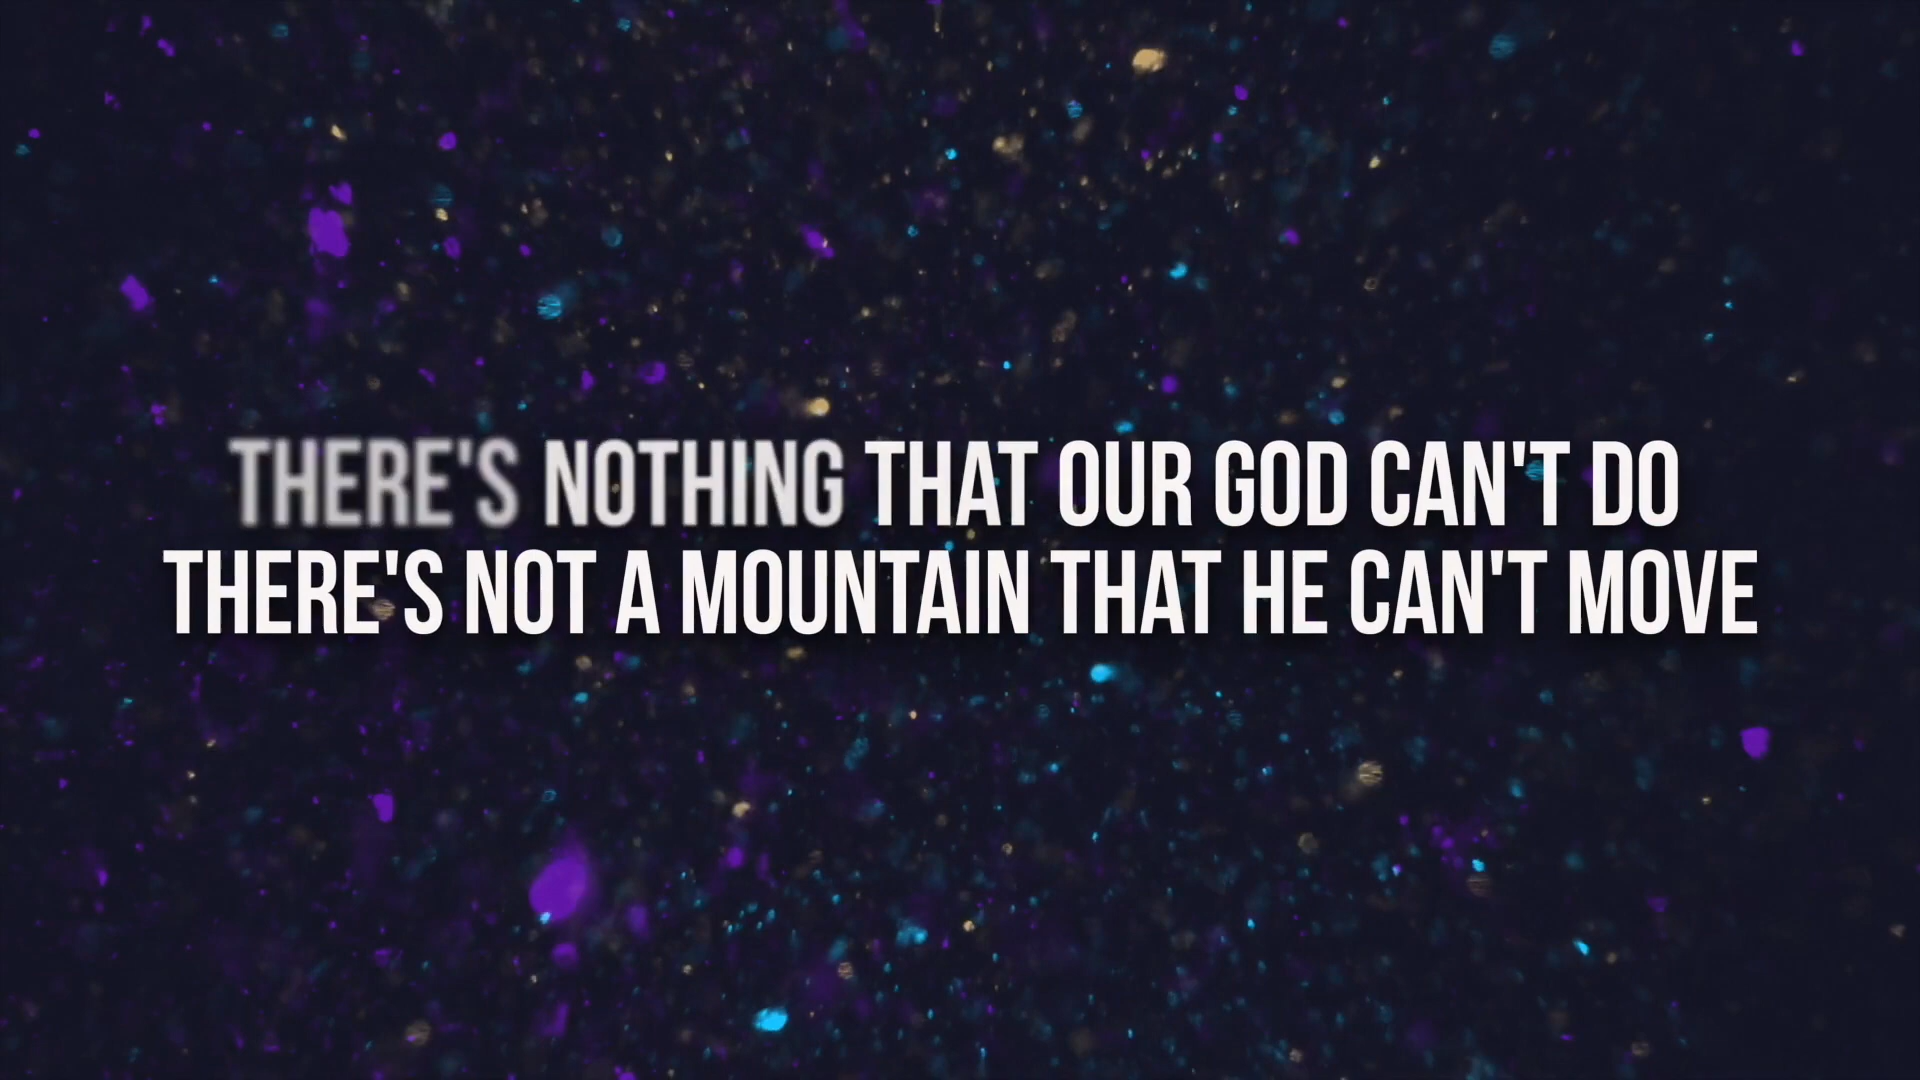 THERE'S NOTHING THAT OUR GOD CAN'T DO
THERE'S NOT A MOUNTAIN THAT HE CAN'T MOVE